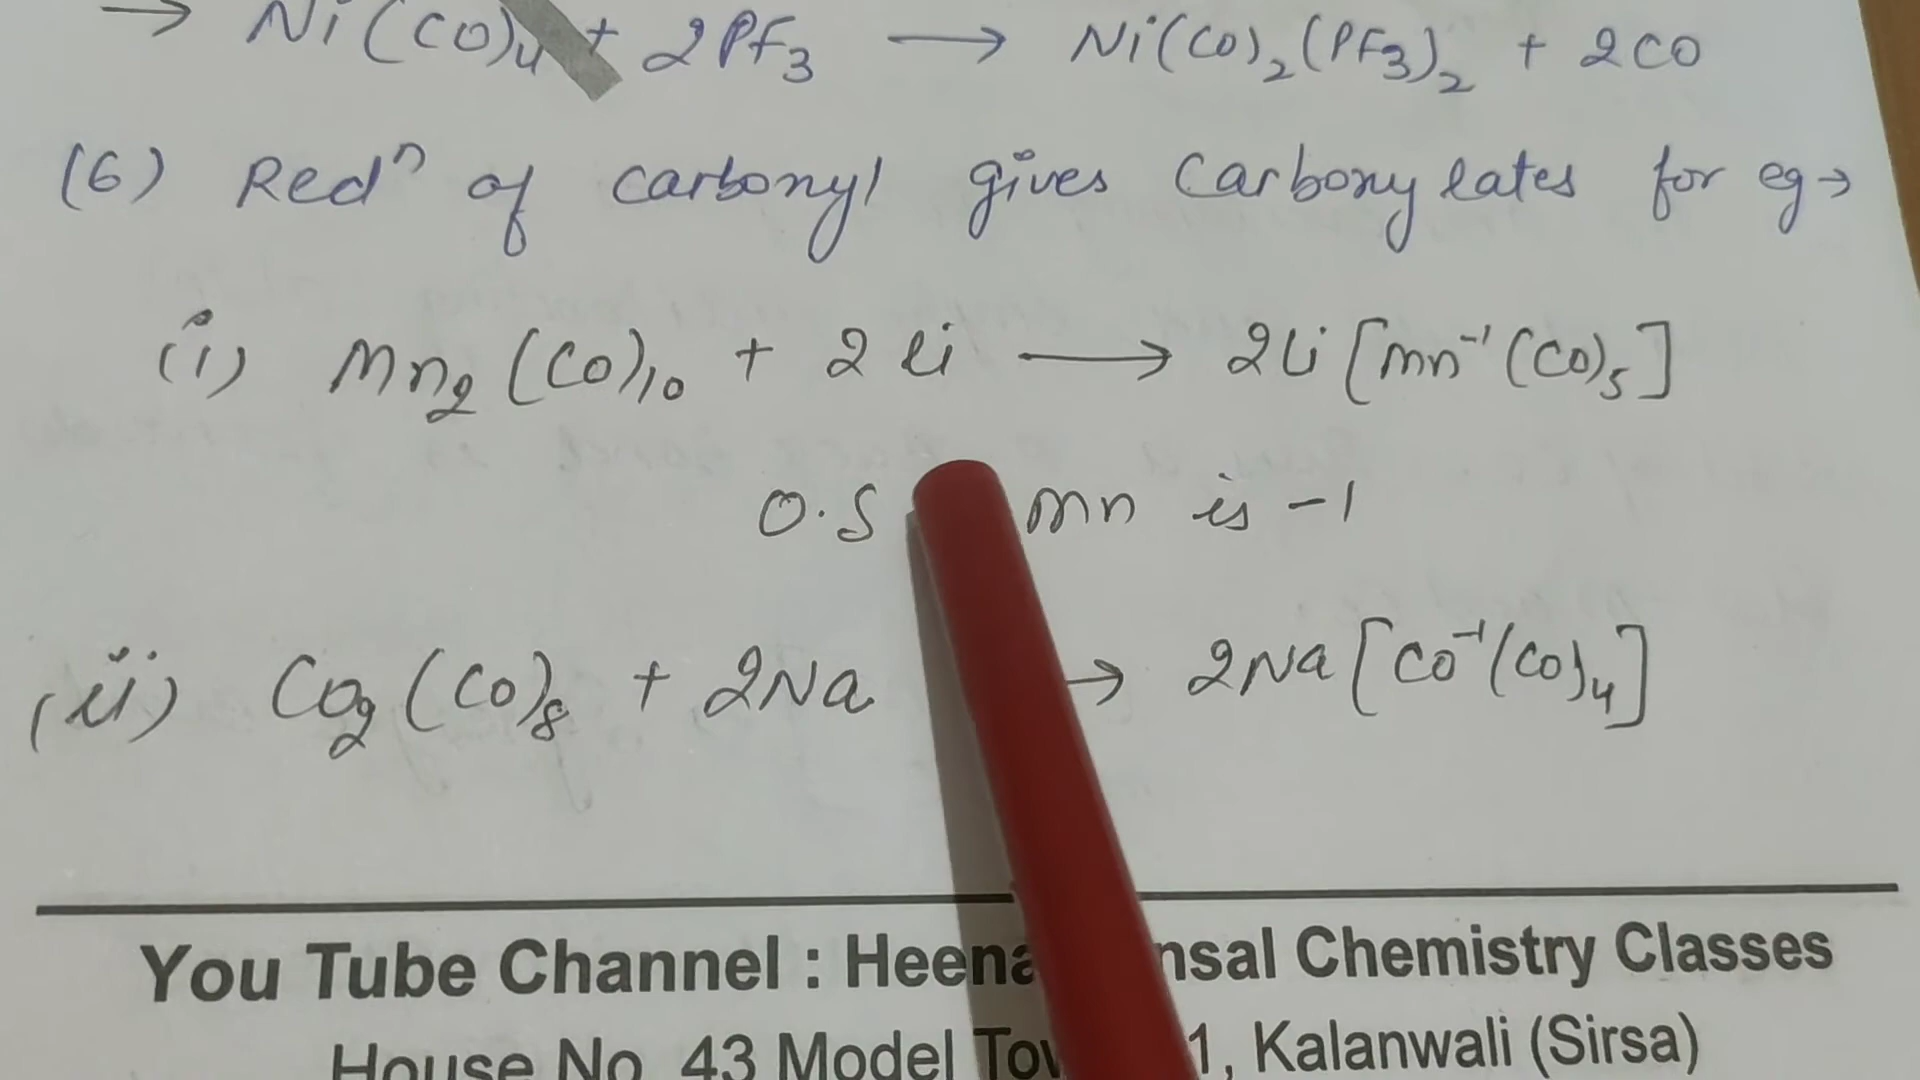 → Ni(CO)₄ + 2PF₃ → Ni(CO)₂(PF₃)₂ + 2CO
(6) Redⁿ of carbonyl gives Carbonylates for eg→
(i) Mn₂(CO)₁₀ + 2Li → 2Li[Mn⁻¹(CO)₅]
O.S Mn is -1
(ii) Co₂(CO)₈ + 2Na → 2Na[Co⁻¹(CO)₄]
You Tube Channel : Heena nsal Chemistry Classes
House No. 43 Model 1, Kalanwali (Sirsa)